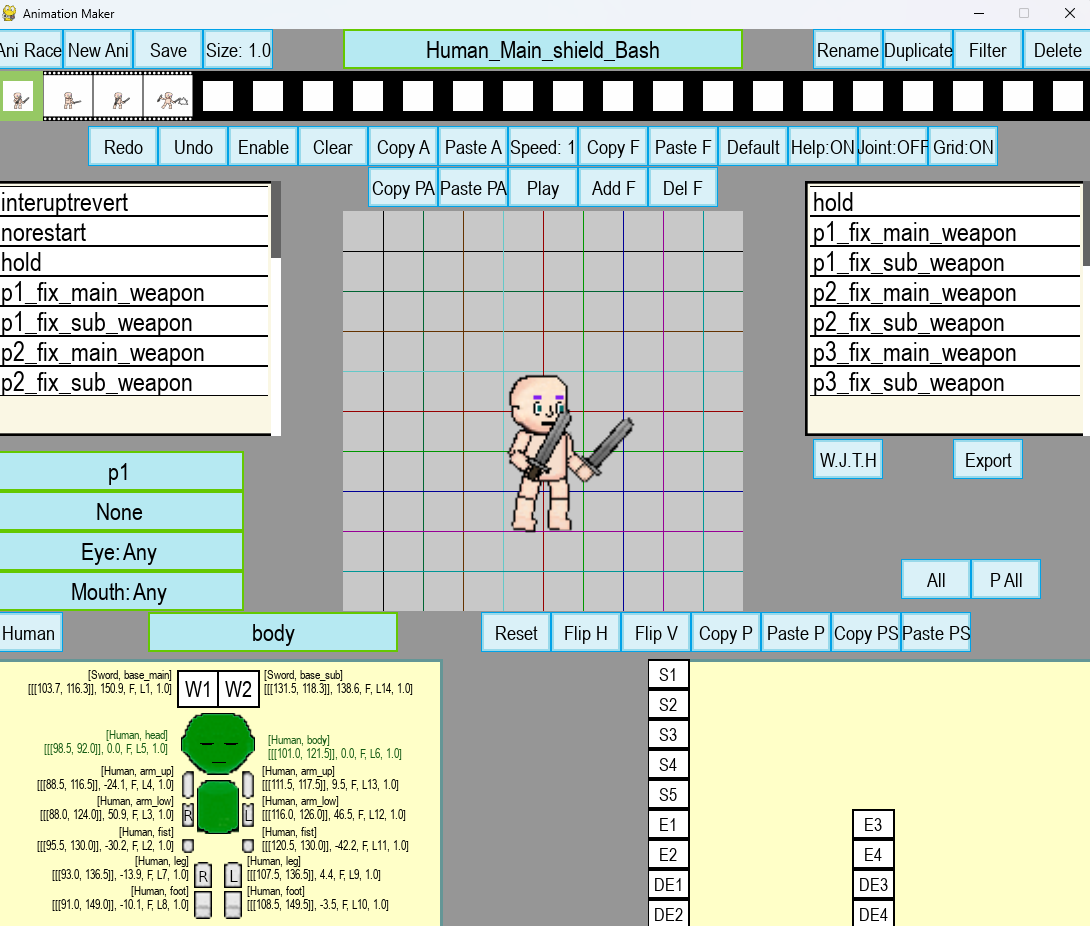 Animation Maker
Ani Race New Ani Save Size: 1.0 Human_Main_shield_Bash Rename Duplicate Filter Delete
Redo Undo Enable Clear Copy A Paste A Speed: 1 Copy F Paste F Default Help:ON Joint:OFF Grid:ON
Copy PA Paste PA Play Add F Del F
interuptrevert
norestart
hold
p1_fix_main_weapon
p1_fix_sub_weapon
p2_fix_main_weapon
p2_fix_sub_weapon
hold
p1_fix_main_weapon
p1_fix_sub_weapon
p2_fix_main_weapon
p2_fix_sub_weapon
p3_fix_main_weapon
p3_fix_sub_weapon
W.J.T.H Export
p1
None
Eye: Any
Mouth: Any
All P All
Human body Reset Flip H Flip V Copy P Paste P Copy PS Paste PS
[Sword, base_main]
[[[103.7, 116.3]], 150.9, F, L1, 1.0]
W1 W2
[Sword, base_sub]
[[[131.5, 118.3]], 138.6, F, L14, 1.0]
[Human, head]
[[[98.5, 92.0]], 0.0, F, L5, 1.0]
[Human, body]
[[[101.0, 121.5]], 0.0, F, L6, 1.0]
[Human, arm_up]
[[[88.5, 116.5]], -24.1, F, L4, 1.0]
[Human, arm_up]
[[[111.5, 117.5]], 9.5, F, L13, 1.0]
[Human, arm_low]
[[[88.0, 124.0]], 50.9, F, L3, 1.0]
R L
[Human, arm_low]
[[[116.0, 126.0]], 46.5, F, L12, 1.0]
[Human, fist]
[[[95.5, 130.0]], -30.2, F, L2, 1.0]
[Human, fist]
[[[120.5, 130.0]], -42.2, F, L11, 1.0]
[Human, leg]
[[[93.0, 136.5]], -13.9, F, L7, 1.0]
R L
[Human, leg]
[[[107.5, 136.5]], 4.4, F, L9, 1.0]
[Human, foot]
[[[91.0, 149.0]], -10.1, F, L8, 1.0]
[Human, foot]
[[[108.5, 149.5]], -3.5, F, L10, 1.0]
S1
S2
S3
S4
S5
E1
E2
DE1
DE2
E3
E4
DE3
DE4